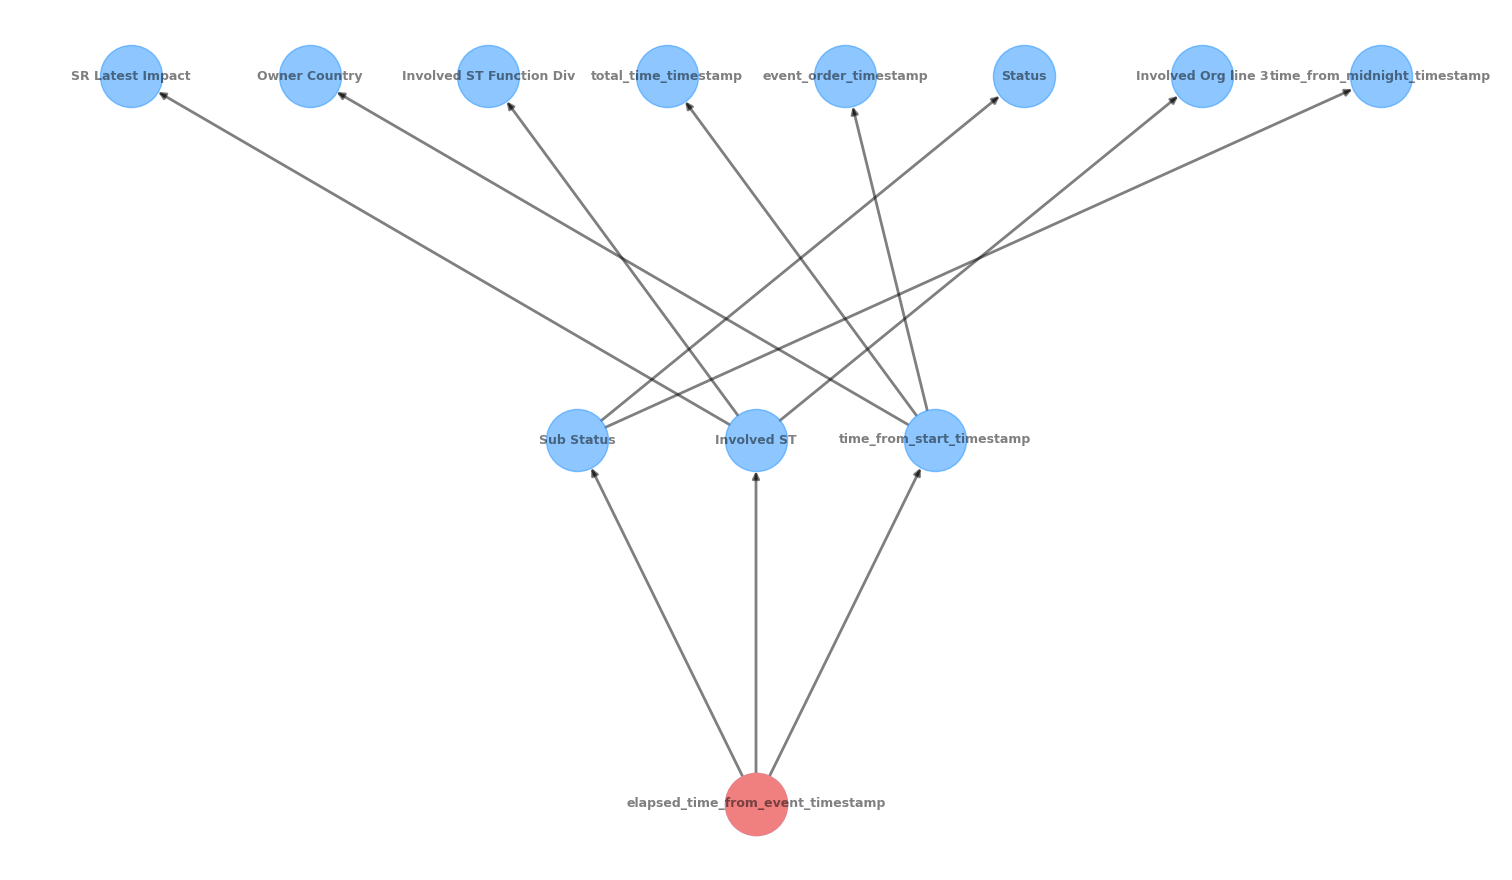 SR Latest Impact
Owner Country
Involved ST Function Div
total_time_timestamp
event_order_timestamp
Status
Involved Org line 3
time_from_midnight_timestamp
Sub Status
Involved ST
time_from_start_timestamp
elapsed_time_from_event_timestamp